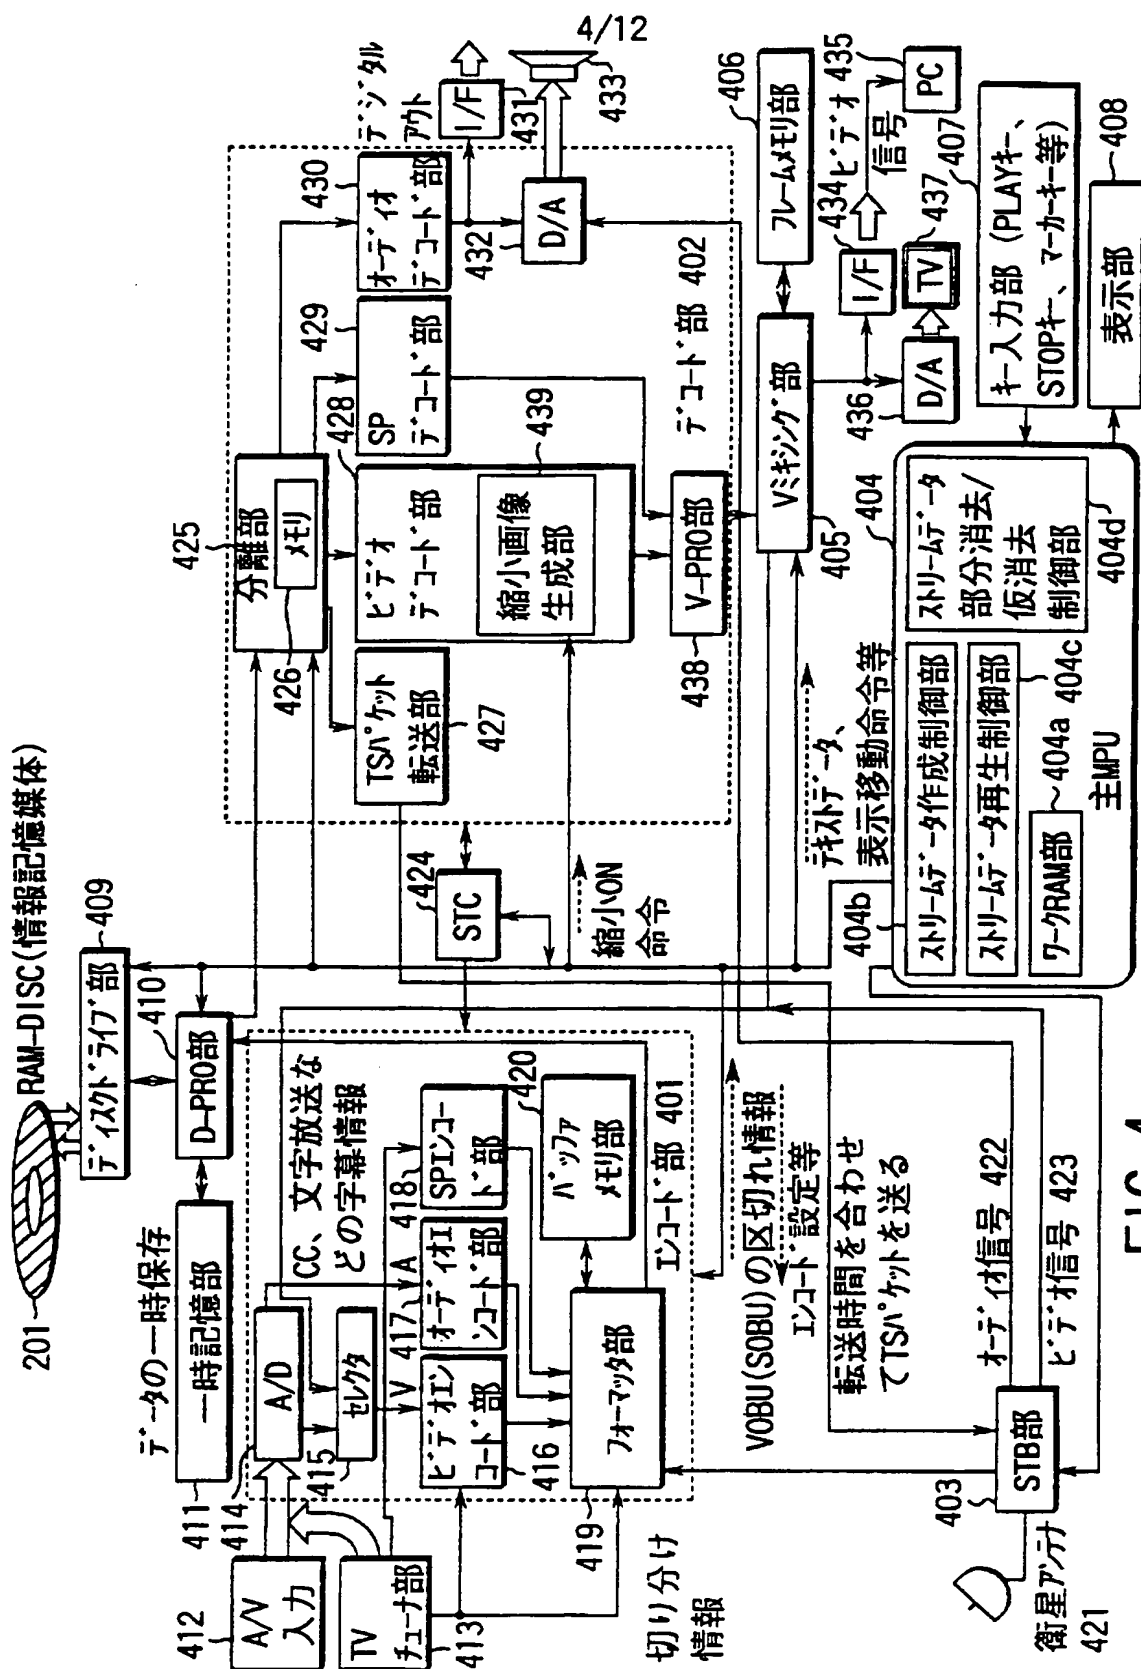 4/12
RAM-DISC(情報記憶媒体)
201
ディスクドライブ部
409
データの一時保存
一時記憶部
411
D-PRO部
410
A/V
入力
412
TV
チューナ部
413
A/D
414
セレクタ
415
CC、文字放送な
どの字幕情報
V
A
ビデオエン
コード部
416
オーディオエ
ンコード部
417
SPエンコー
ド部
418
フォーマッタ部
419
バッファ
メモリ部
420
エンコード部 401
切り分け
情報
STC
424
分離部
425
メモリ
426
TSパケット
転送部
427
ビデオ
デコード部
428
縮小画像
生成部
439
SP
デコード部
429
オーディオ
デコード部
430
V-PRO部
438
デコード部 402
D/A
432
デジタル
アウト
I/F
431
433
縮小ON
命令
フレームメモリ部
406
Vミキシング部
405
I/F
434
ビデオ
信号
PC
435
D/A
436
TV
437
テキストデータ、
表示移動命令等
VOBU(SOBU)の区切れ情報
エンコード設定等
転送時間を合わせ
てTSパケットを送る
オーディオ信号 422
ビデオ信号 423
STB部
403
衛星アンテナ
421
キー入力部 (PLAYキー、
STOPキー、マーカーキー等)
407
表示部
408
404
404b
ストリームデータ作成制御部
ストリームデータ再生制御部
404c
ワークRAM部
404a
ストリームデータ
部分消去/
仮消去
制御部
404d
主MPU
FIG. 4